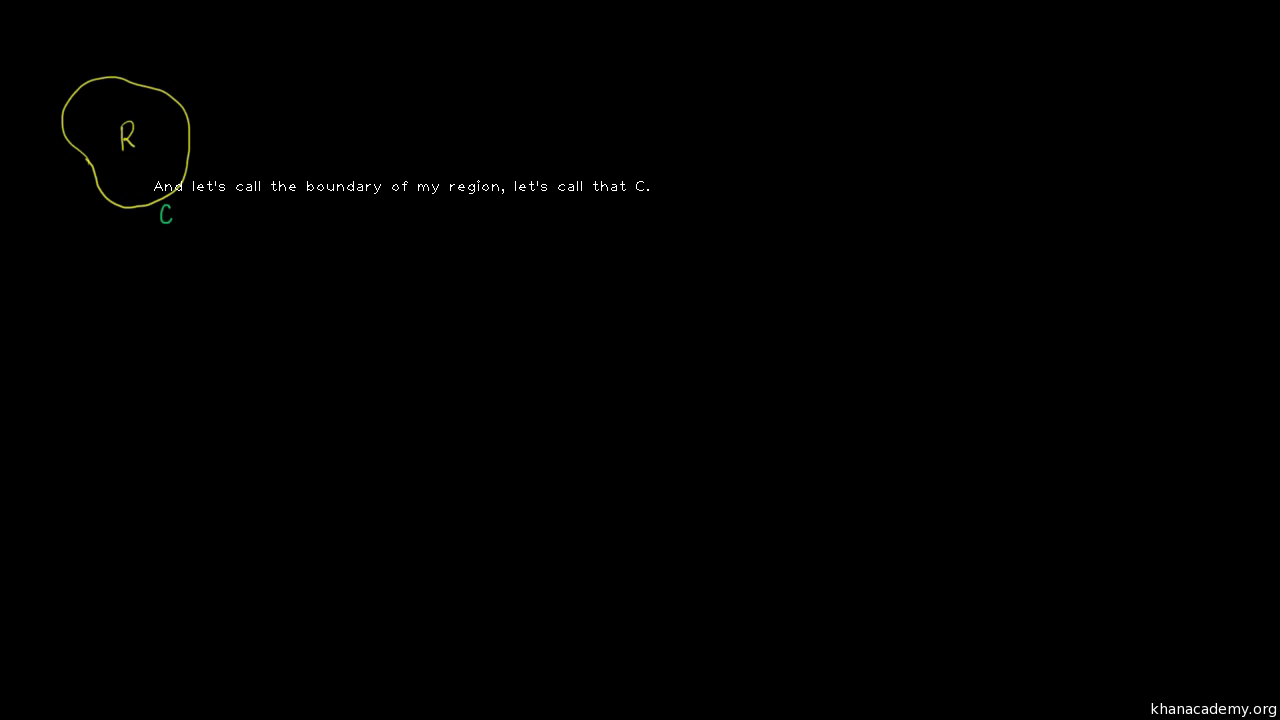 R
And let's call the boundary of my region, let's call that C.
C
khanacademy.org